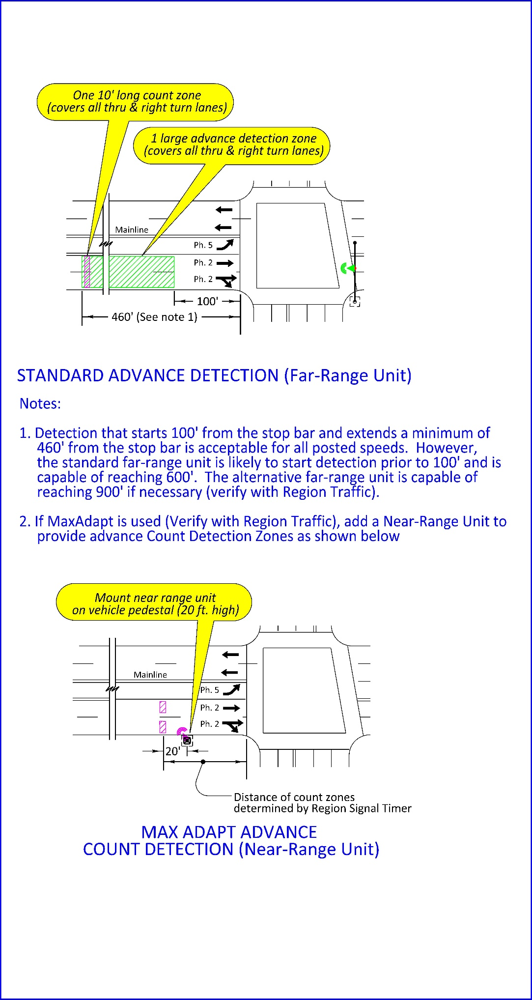 One 10' long count zone
(covers all thru & right turn lanes)
1 large advance detection zone
(covers all thru & right turn lanes)
Mainline
Ph. 5
Ph. 2
Ph. 2
100'
460' (See note 1)
STANDARD ADVANCE DETECTION (Far-Range Unit)
Notes:
1. Detection that starts 100' from the stop bar and extends a minimum of
460' from the stop bar is acceptable for all posted speeds.  However,
the standard far-range unit is likely to start detection prior to 100' and is
capable of reaching 600'.  The alternative far-range unit is capable of
reaching 900' if necessary (verify with Region Traffic).
2. If MaxAdapt is used (Verify with Region Traffic), add a Near-Range Unit to
provide advance Count Detection Zones as shown below
Mount near range unit
on vehicle pedestal (20 ft. high)
Mainline
Ph. 5
Ph. 2
Ph. 2
20'
Distance of count zones
determined by Region Signal Timer
MAX ADAPT ADVANCE
COUNT DETECTION (Near-Range Unit)